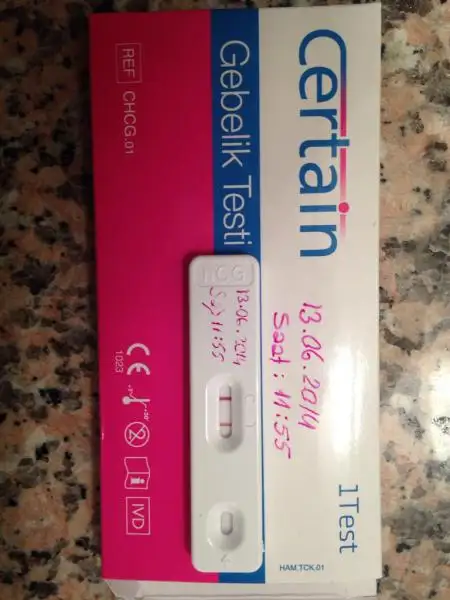 Certain
Gebelik Testi
REF CHCG.01
13.06.2014
Saat: 11:55
HCG
13.06.2014
11:55
1023
IVD
1Test
HAM.TCK.01